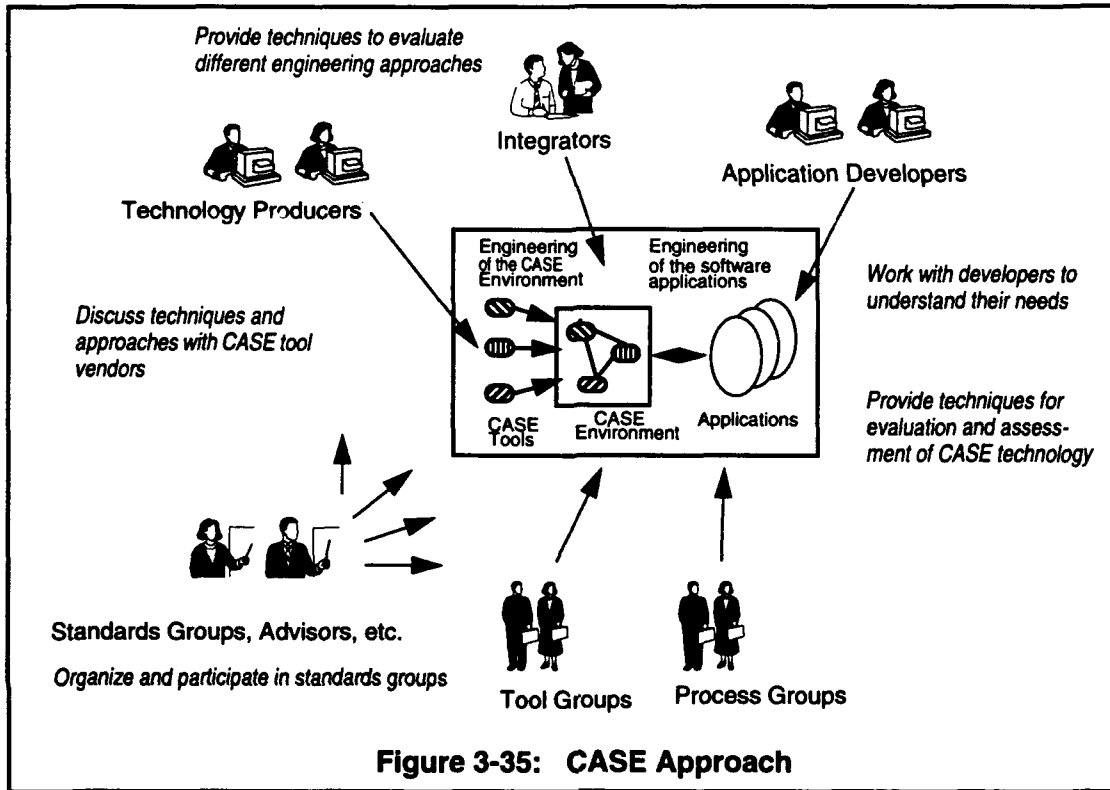 Provide techniques to evaluate
different engineering approaches
Integrators
Application Developers
Technology Producers
Engineering
of the CASE
Environment
Engineering
of the software
applications
Work with developers to
understand their needs
Discuss techniques and
approaches with CASE tool
vendors
CASE
Tools
CASE
Environment
Applications
Provide techniques for
evaluation and assess-
ment of CASE technology
Standards Groups, Advisors, etc.
Organize and participate in standards groups
Tool Groups
Process Groups
Figure 3-35: CASE Approach